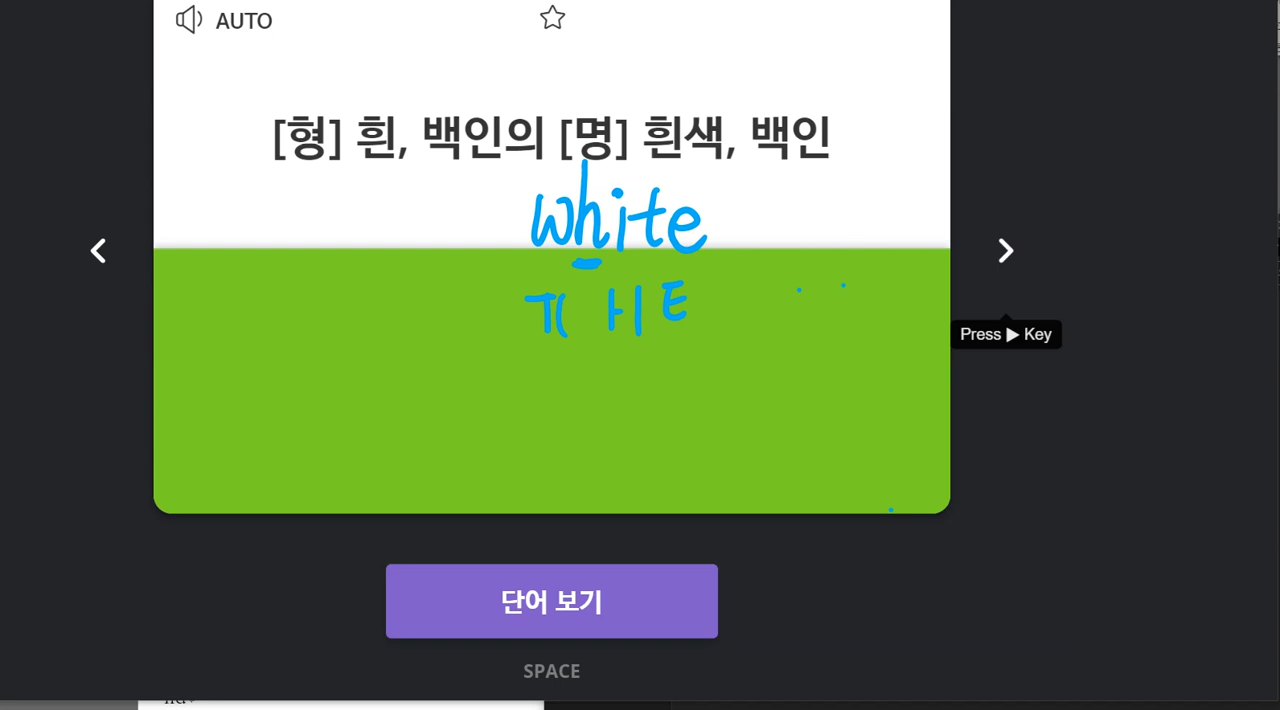 AUTO
[형] 흰, 백인의 [명] 흰색, 백인
white
ㅠㅏㅣㅌ
Press ▶ Key
단어 보기
SPACE